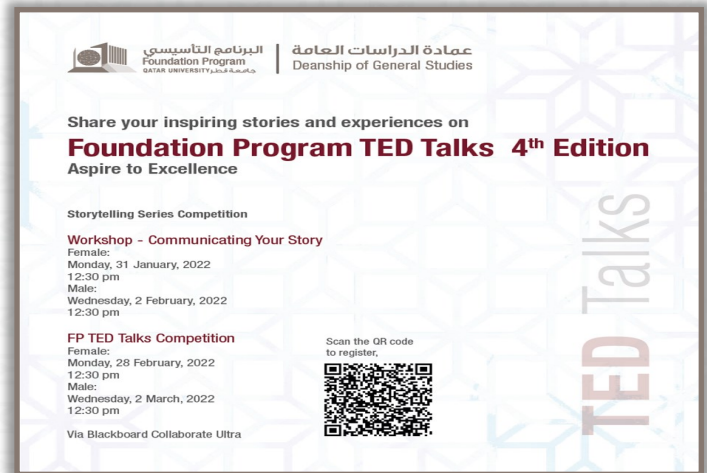 البرنامج التأسيسي
Foundation Program
QATAR UNIVERSITY جامعة قطر
عمادة الدراسات العامة
Deanship of General Studies
Share your inspiring stories and experiences on
Foundation Program TED Talks 4th Edition
Aspire to Excellence
Storytelling Series Competition
Workshop - Communicating Your Story
Female:
Monday, 31 January, 2022
12:30 pm
Male:
Wednesday, 2 February, 2022
12:30 pm
FP TED Talks Competition
Female:
Monday, 28 February, 2022
12:30 pm
Male:
Wednesday, 2 March, 2022
12:30 pm
Via Blackboard Collaborate Ultra
Scan the QR code
to register,
TED Talks